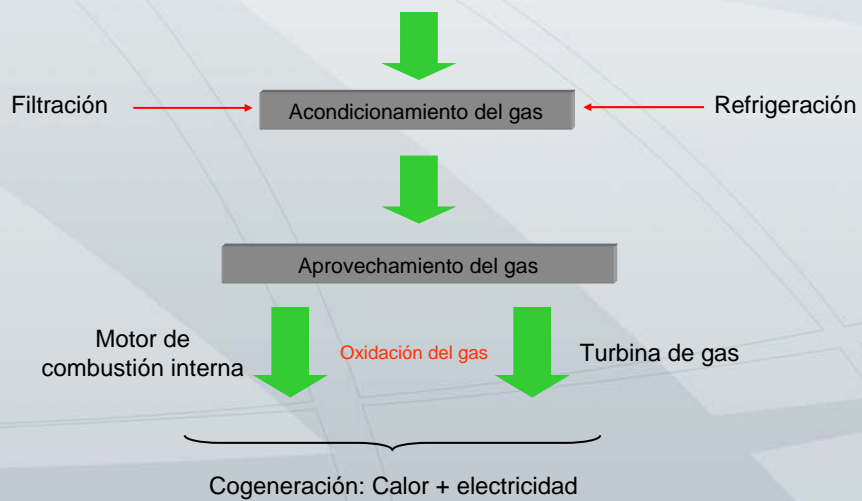 Filtración
Acondicionamiento del gas
Refrigeración
Aprovechamiento del gas
Motor de
combustión interna
Oxidación del gas
Turbina de gas
Cogeneración: Calor + electricidad